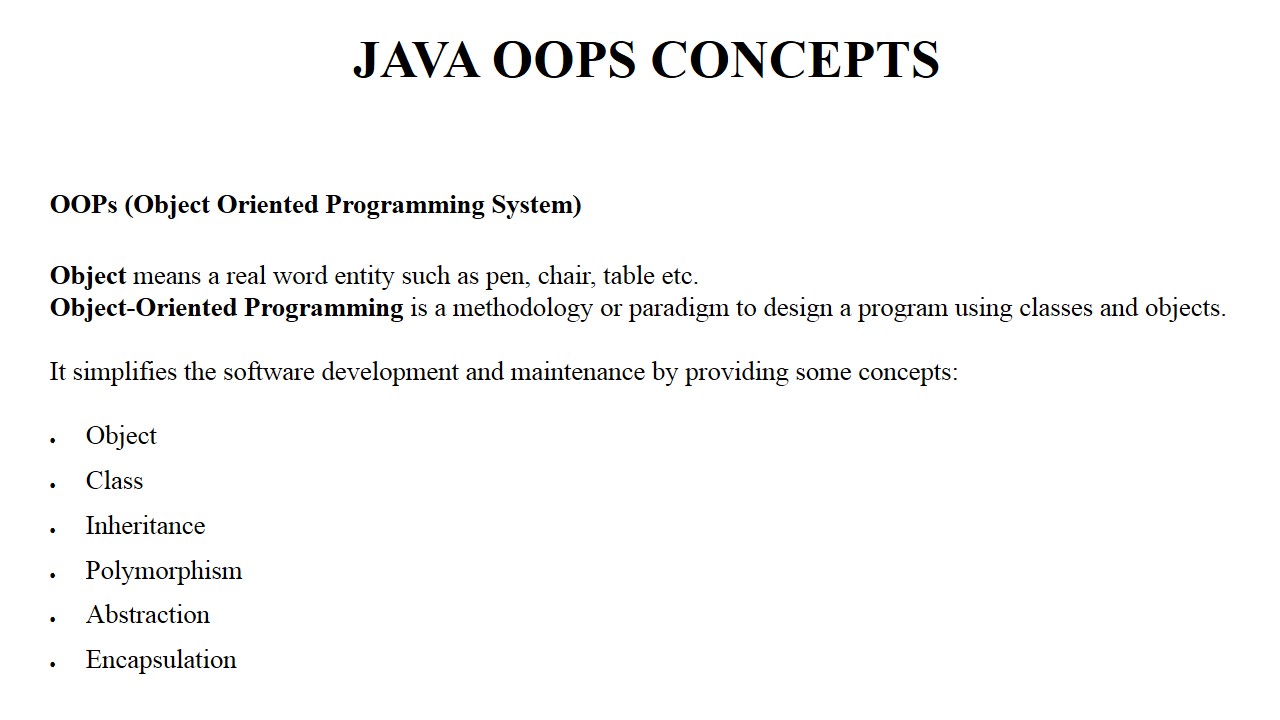 JAVA OOPS CONCEPTS
OOPs (Object Oriented Programming System)
Object means a real word entity such as pen, chair, table etc.
Object-Oriented Programming is a methodology or paradigm to design a program using classes and objects.
It simplifies the software development and maintenance by providing some concepts:
• Object
• Class
• Inheritance
• Polymorphism
• Abstraction
• Encapsulation